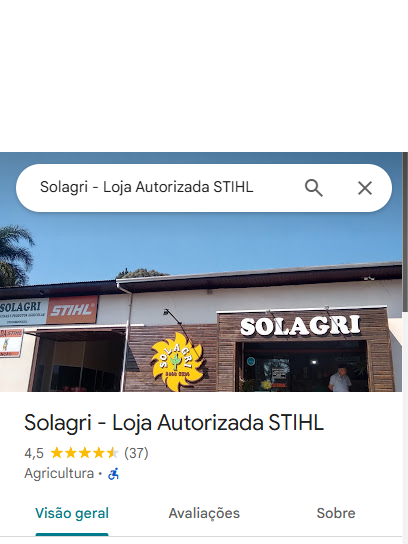 Solagri - Loja Autorizada STIHL
SOLAGRI
STIHL
SOLAGRI
SOLAGRI
Solagri - Loja Autorizada STIHL
4,5 (37)
Agricultura ·
Visão geral Avaliações Sobre